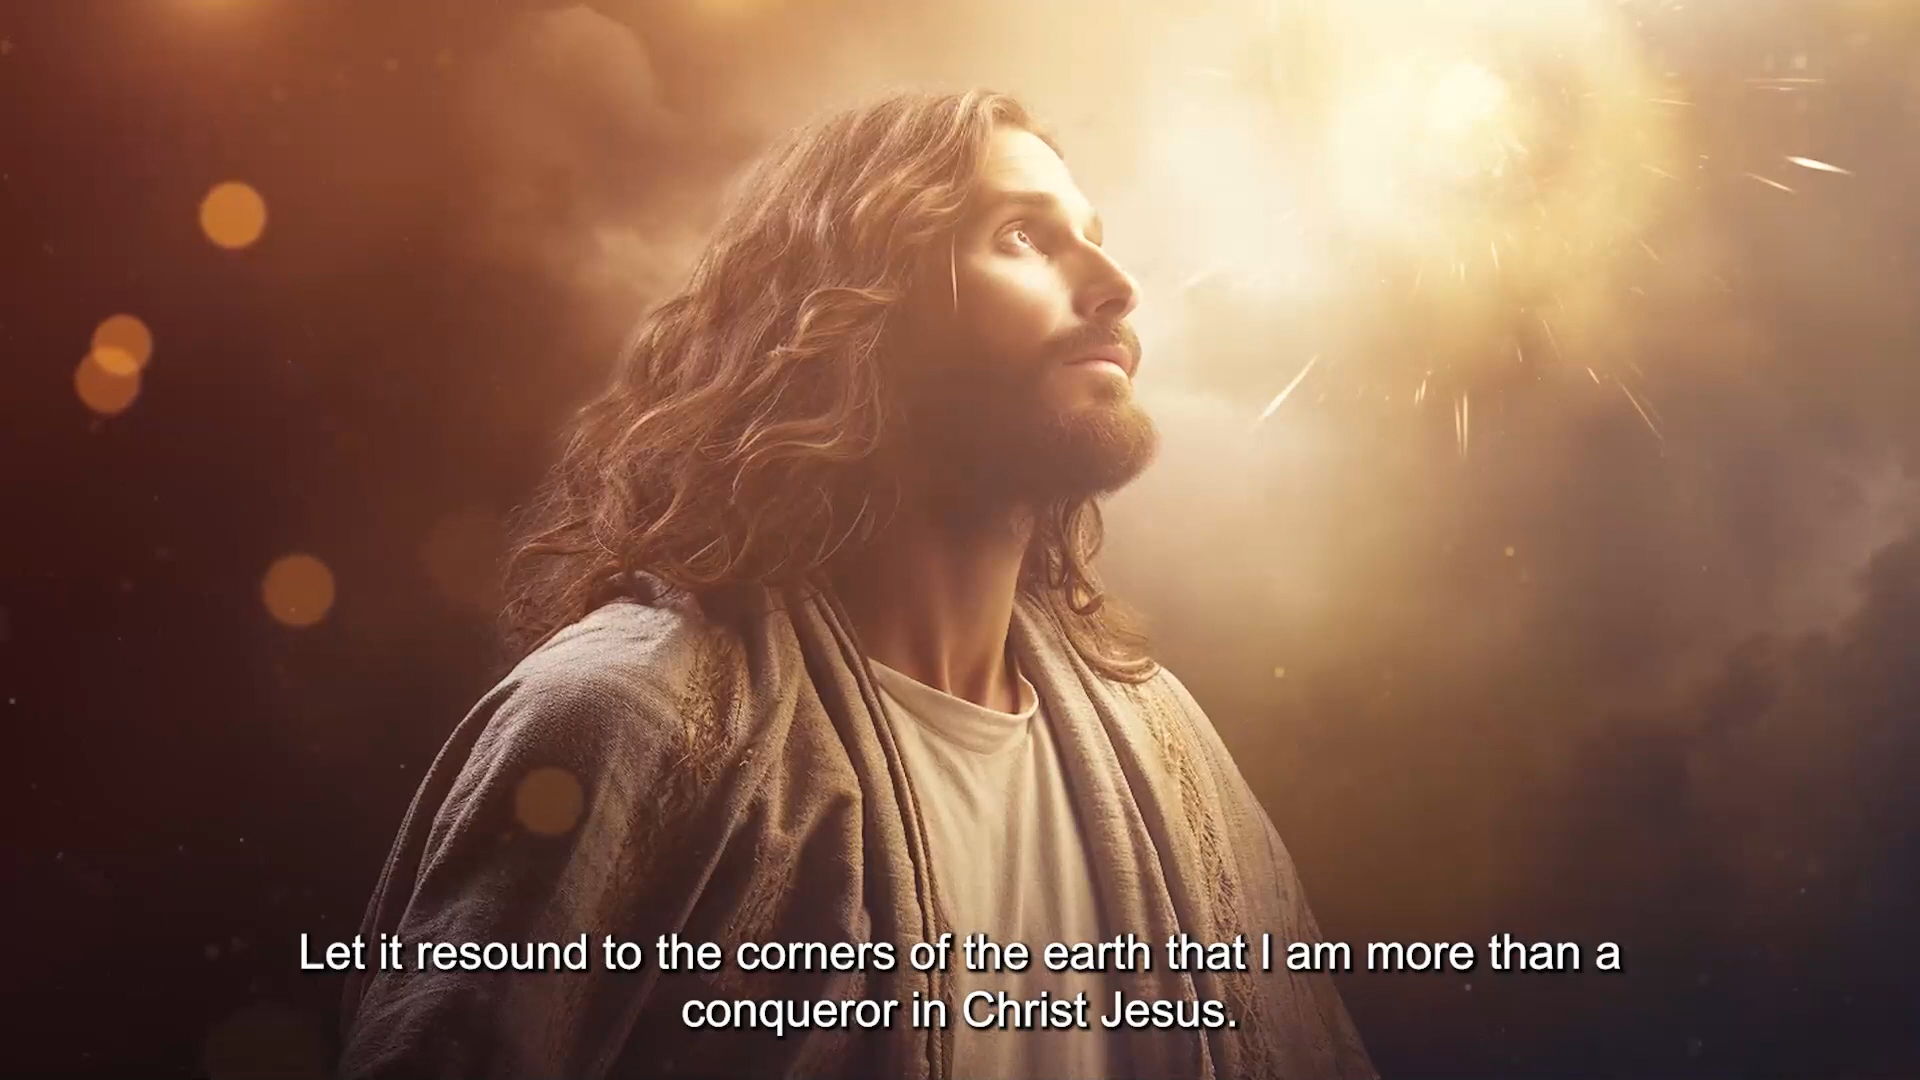 Let it resound to the corners of the earth that I am more than a
conqueror in Christ Jesus.